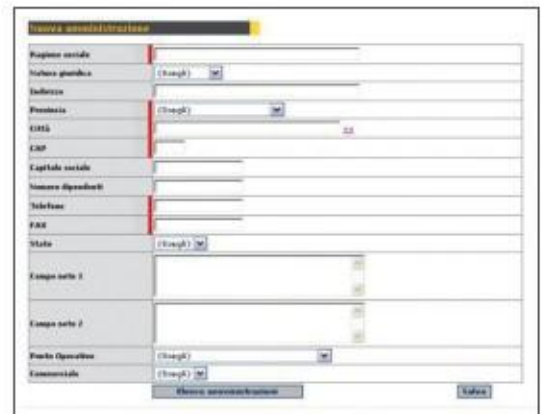 Nuova amministrazione
Ragione sociale
Natura giuridica (Scegli)
Indirizzo
Provincia (Scegli)
Città
CAP
Capitale sociale
Numero dipendenti
Telefono
FAX
Stato (Scegli)
Campo note 1
Campo note 2
Punto Operativo (Scegli)
Commerciale (Scegli)
Elenco amministrazioni Salva